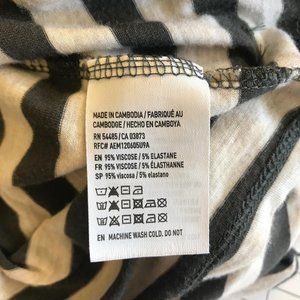 MADE IN CAMBODIA / FABRIQUÉ AU
CAMBODGE / HECHO EN CAMBOYA
RN 54485 / CA 03873
RFC# AEM120605U9A
EN 95% VISCOSE / 5% ELASTANE
FR 95% VISCOSE / 5% ÉLASTHANNE
SP 95% viscosa / 5% elastano
EN MACHINE WASH COLD. DO NOT